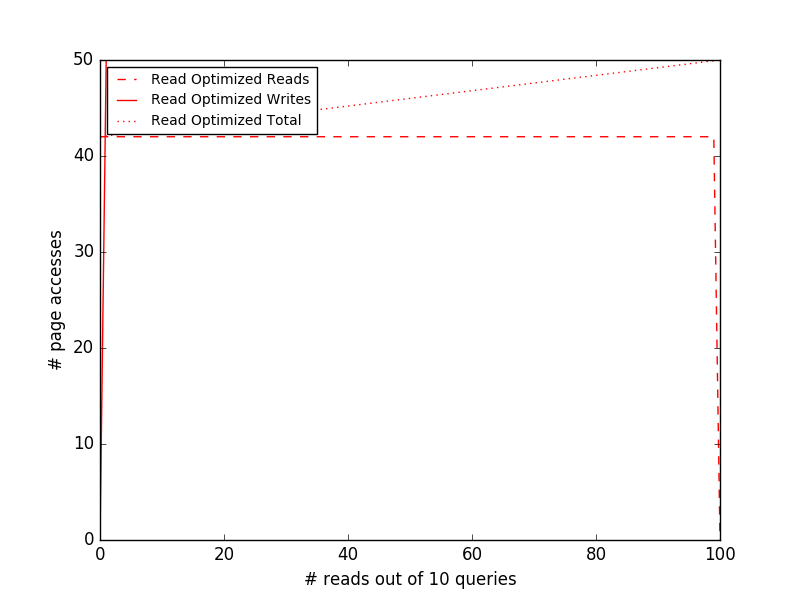 50
40
30
20
10
0
# page accesses
Read Optimized Reads
Read Optimized Writes
Read Optimized Total
0 20 40 60 80 100
# reads out of 10 queries